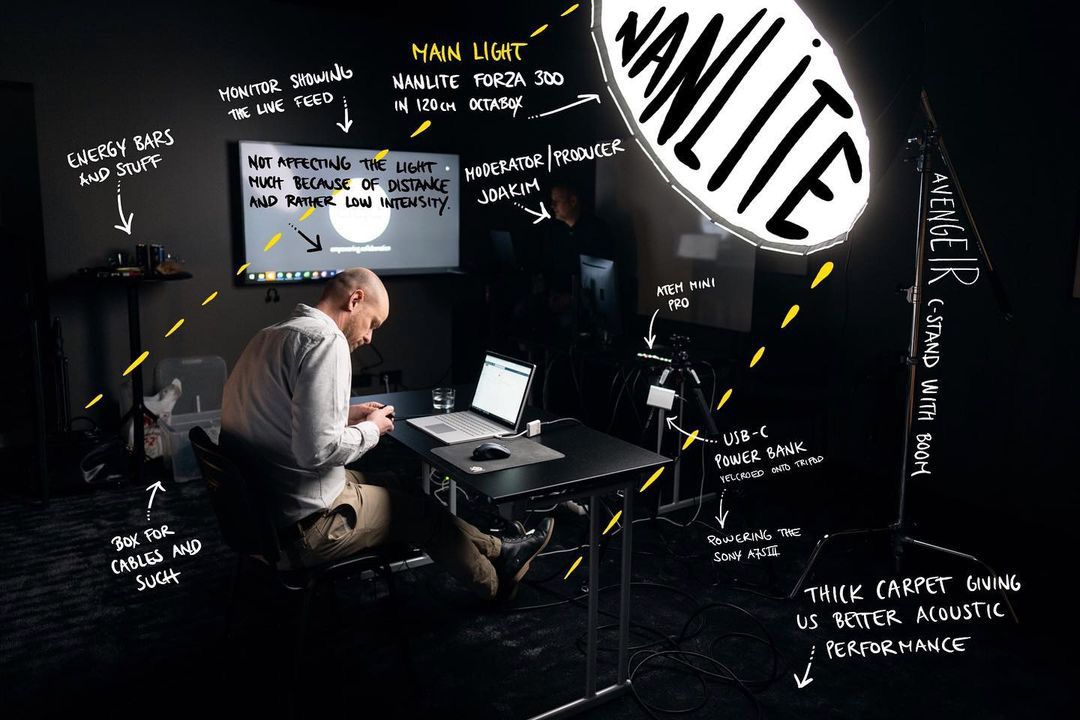 MAIN LIGHT
NANLITE FORZA 300
IN 120CM OCTABOX
NANLITE
MONITOR SHOWING
THE LIVE FEED
ENERGY BARS
AND STUFF
NOT AFFECTING THE LIGHT
MUCH BECAUSE OF DISTANCE
AND RATHER LOW INTENSITY.
MODERATOR/PRODUCER
JOAKIM
AVENGER
C-STAND WITH BOOM
ATEM MINI
PRO
USB-C
POWER BANK
VELCROED ONTO TRIPOD
POWERING THE
SONY A7SIII
BOX FOR
CABLES AND
SUCH
THICK CARPET GIVING
US BETTER ACOUSTIC
PERFORMANCE